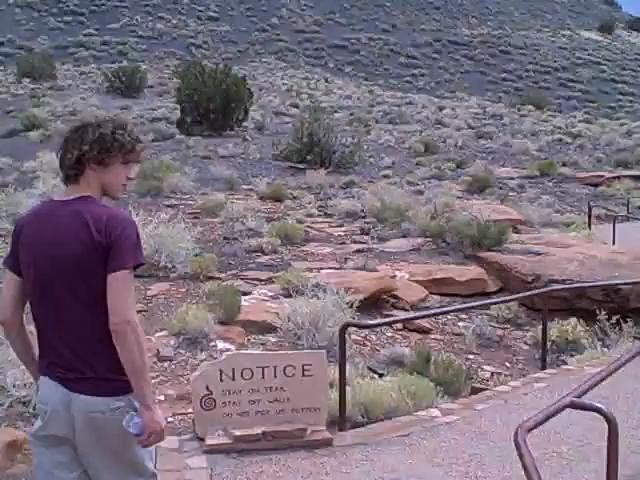 NOTICE
STAY ON TRAIL
STAY OFF WALLS
DO NOT PICK UP POTTERY